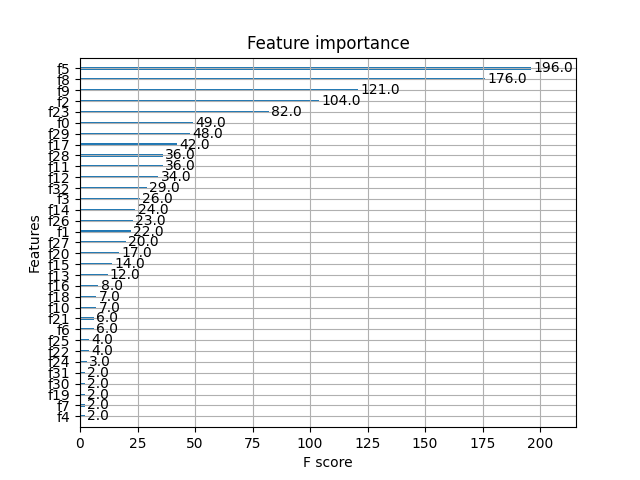 Feature importance
f5 196.0
f8 176.0
f9 121.0
f2 104.0
f23 82.0
f0 49.0
f29 48.0
f17 42.0
f28 36.0
f11 36.0
f12 34.0
f32 29.0
f3 26.0
f14 24.0
f26 23.0
f1 22.0
f27 20.0
f20 17.0
f15 14.0
f13 12.0
f16 8.0
f18 7.0
f10 7.0
f21 6.0
f6 6.0
f25 4.0
f22 4.0
f24 3.0
f31 2.0
f30 2.0
f19 2.0
f7 2.0
f4 2.0
Features
0 25 50 75 100 125 150 175 200
F score